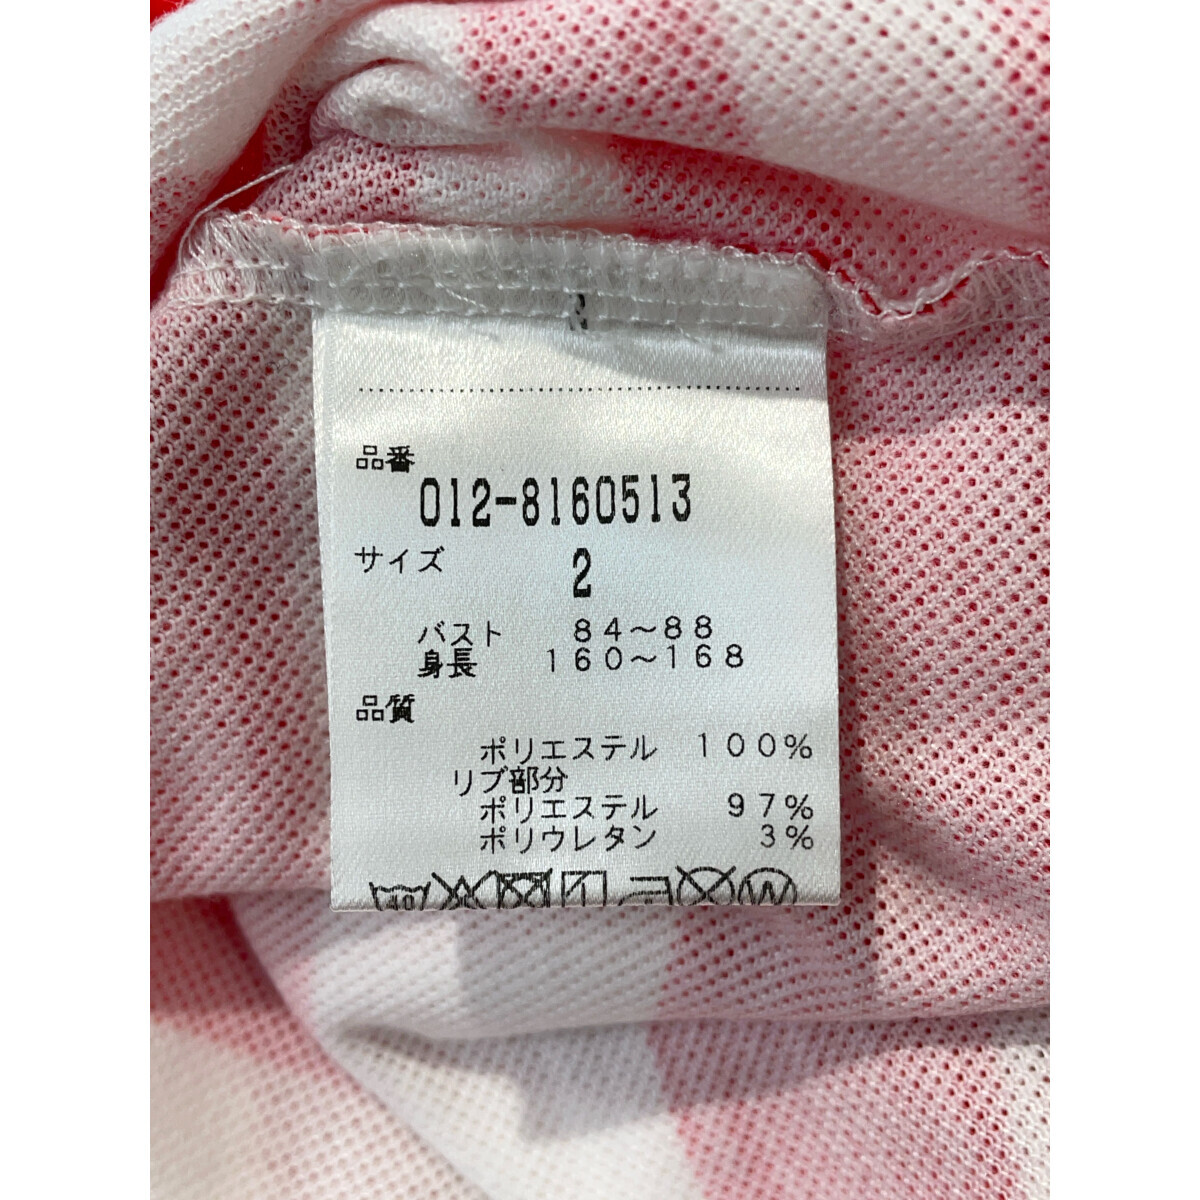 品番
012-8160513
サイズ 2
バスト 84～88
身長 160～168
品質
ポリエステル 100%
リブ部分
ポリエステル 97%
ポリウレタン 3%
40 W